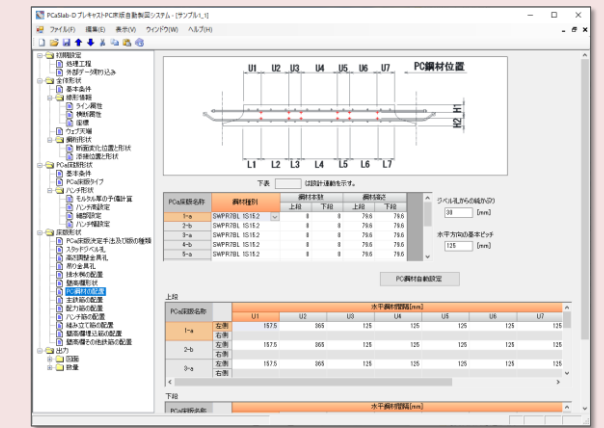 PCaSlab-D プレキャストPC床版自動製図システム - [サンプル1_1]
ファイル(F) 編集(E) 表示(V) ウィンドウ(W) ヘルプ(H)
初期設定
処理工程
外部データ取り込み
全体形状
基本条件
線形情報
ライン属性
横断属性
座標
ウェブ天端
鋼桁形状
断面変化位置と形状
添接位置と形状
PCa床版形状
基本条件
PCa床版タイプ
ハンチ形状
モルタル厚の予備計算
ハンチ高設定
細部設定
ハンチ幅設定
床版形状
PCa床版決定手法及び版の種類
スタッドジベル孔
高さ調整金具孔
吊り金具孔
排水桝の配置
壁高欄形状
PC鋼材の配置
主鉄筋の配置
配力筋の配置
ハンチ筋の配置
組み立て筋の配置
壁高欄埋込筋の配置
壁高欄その他鉄筋の配置
出力
図面
数量
U1 U2 U3 U4 U5 U6 U7 PC鋼材位置
H1
H2
L1 L2 L3 L4 L5 L6 L7
下表 は設計連動を示す。
PCa床版名称 鋼材種別 鋼材本数 鋼材高さ
上段 下段 上段 下段
1-a SWPR7BL 1S15.2 8 8 79.6 79.6
2-b SWPR7BL 1S15.2 8 8 79.6 79.6
3-a SWPR7BL 1S15.2 8 8 79.6 79.6
4-b SWPR7BL 1S15.2 8 8 79.6 79.6
5-a SWPR7BL 1S15.2 8 8 79.6 79.6
ジベル孔からの縁かぶり
38 [mm]
水平方向の基本ピッチ
125 [mm]
PC鋼材自動設定
上段
PCa床版名称 水平鋼材間隔[mm]
U1 U2 U3 U4 U5 U6 U7
1-a 左側 157.5 365 125 125 125 125 125
右側
2-b 左側 157.5 365 125 125 125 125 125
右側
3-a 左側 157.5 365 125 125 125 125 125
右側
下段
PCa床版名称 水平鋼材間隔[mm]